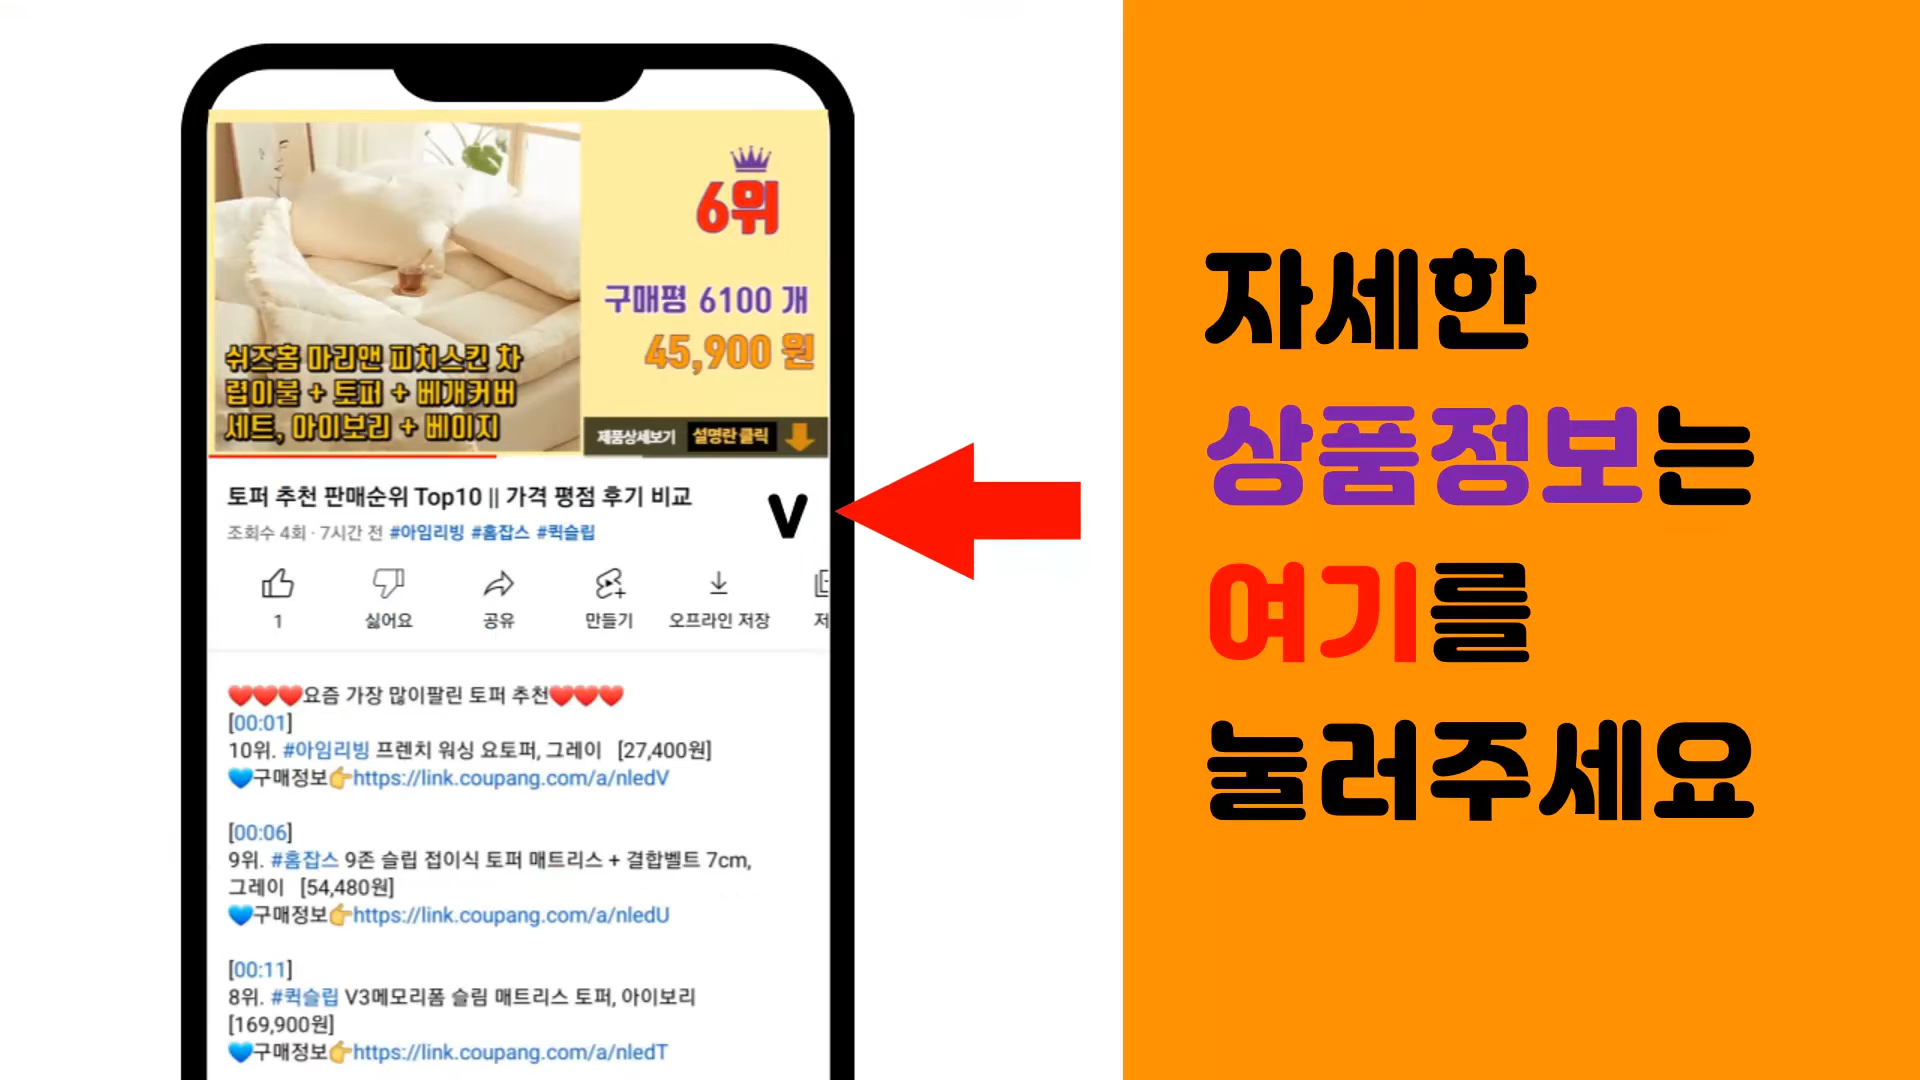 6위
구매평 6100 개
45,900 원
쉬즈홈 마리앤 피치스킨 차
렵이불 + 토퍼 + 베개커버
세트, 아이보리 + 베이지
제품상세보기 설명란 클릭
토퍼 추천 판매순위 Top10 || 가격 평점 후기 비교
V
조회수 4회 · 7시간 전 #아임리빙 #홈잡스 #퀵슬립
1 싫어요 공유 만들기 오프라인 저장 저
❤️❤️❤️요즘 가장 많이팔린 토퍼 추천❤️❤️❤️
[00:01]
10위. #아임리빙 프렌치 워싱 요토퍼, 그레이 [27,400원]
💙구매정보👉https://link.coupang.com/a/nledV
[00:06]
9위. #홈잡스 9존 슬립 접이식 토퍼 매트리스 + 결합벨트 7cm,
그레이 [54,480원]
💙구매정보👉https://link.coupang.com/a/nledU
[00:11]
8위. #퀵슬립 V3메모리폼 슬림 매트리스 토퍼, 아이보리
[169,900원]
💙구매정보👉https://link.coupang.com/a/nledT
자세한
상품정보는
여기를
눌러주세요